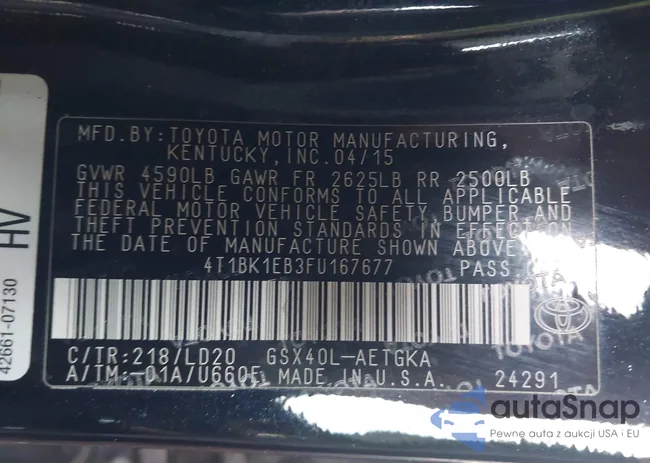 MFD.BY:TOYOTA MOTOR MANUFACTURING,
KENTUCKY,INC.04/15
GVWR 4590LB GAWR FR 2625LB RR 2500LB
THIS VEHICLE CONFORMS TO ALL APPLICABLE
FEDERAL MOTOR VEHICLE SAFETY,BUMPER,AND
THEFT PREVENTION STANDARDS IN EFFECT ON
THE DATE OF MANUFACTURE SHOWN ABOVE.
4T1BK1EB3FU167677 PASS.CAR
C/TR:218/LD20 GSX40L-AETGKA
A/TM:-01A/U660E MADE IN U.S.A. 24291
TOYOTA
HV
42661-07130
autoSnap
Pewne auta z aukcji USA i EU